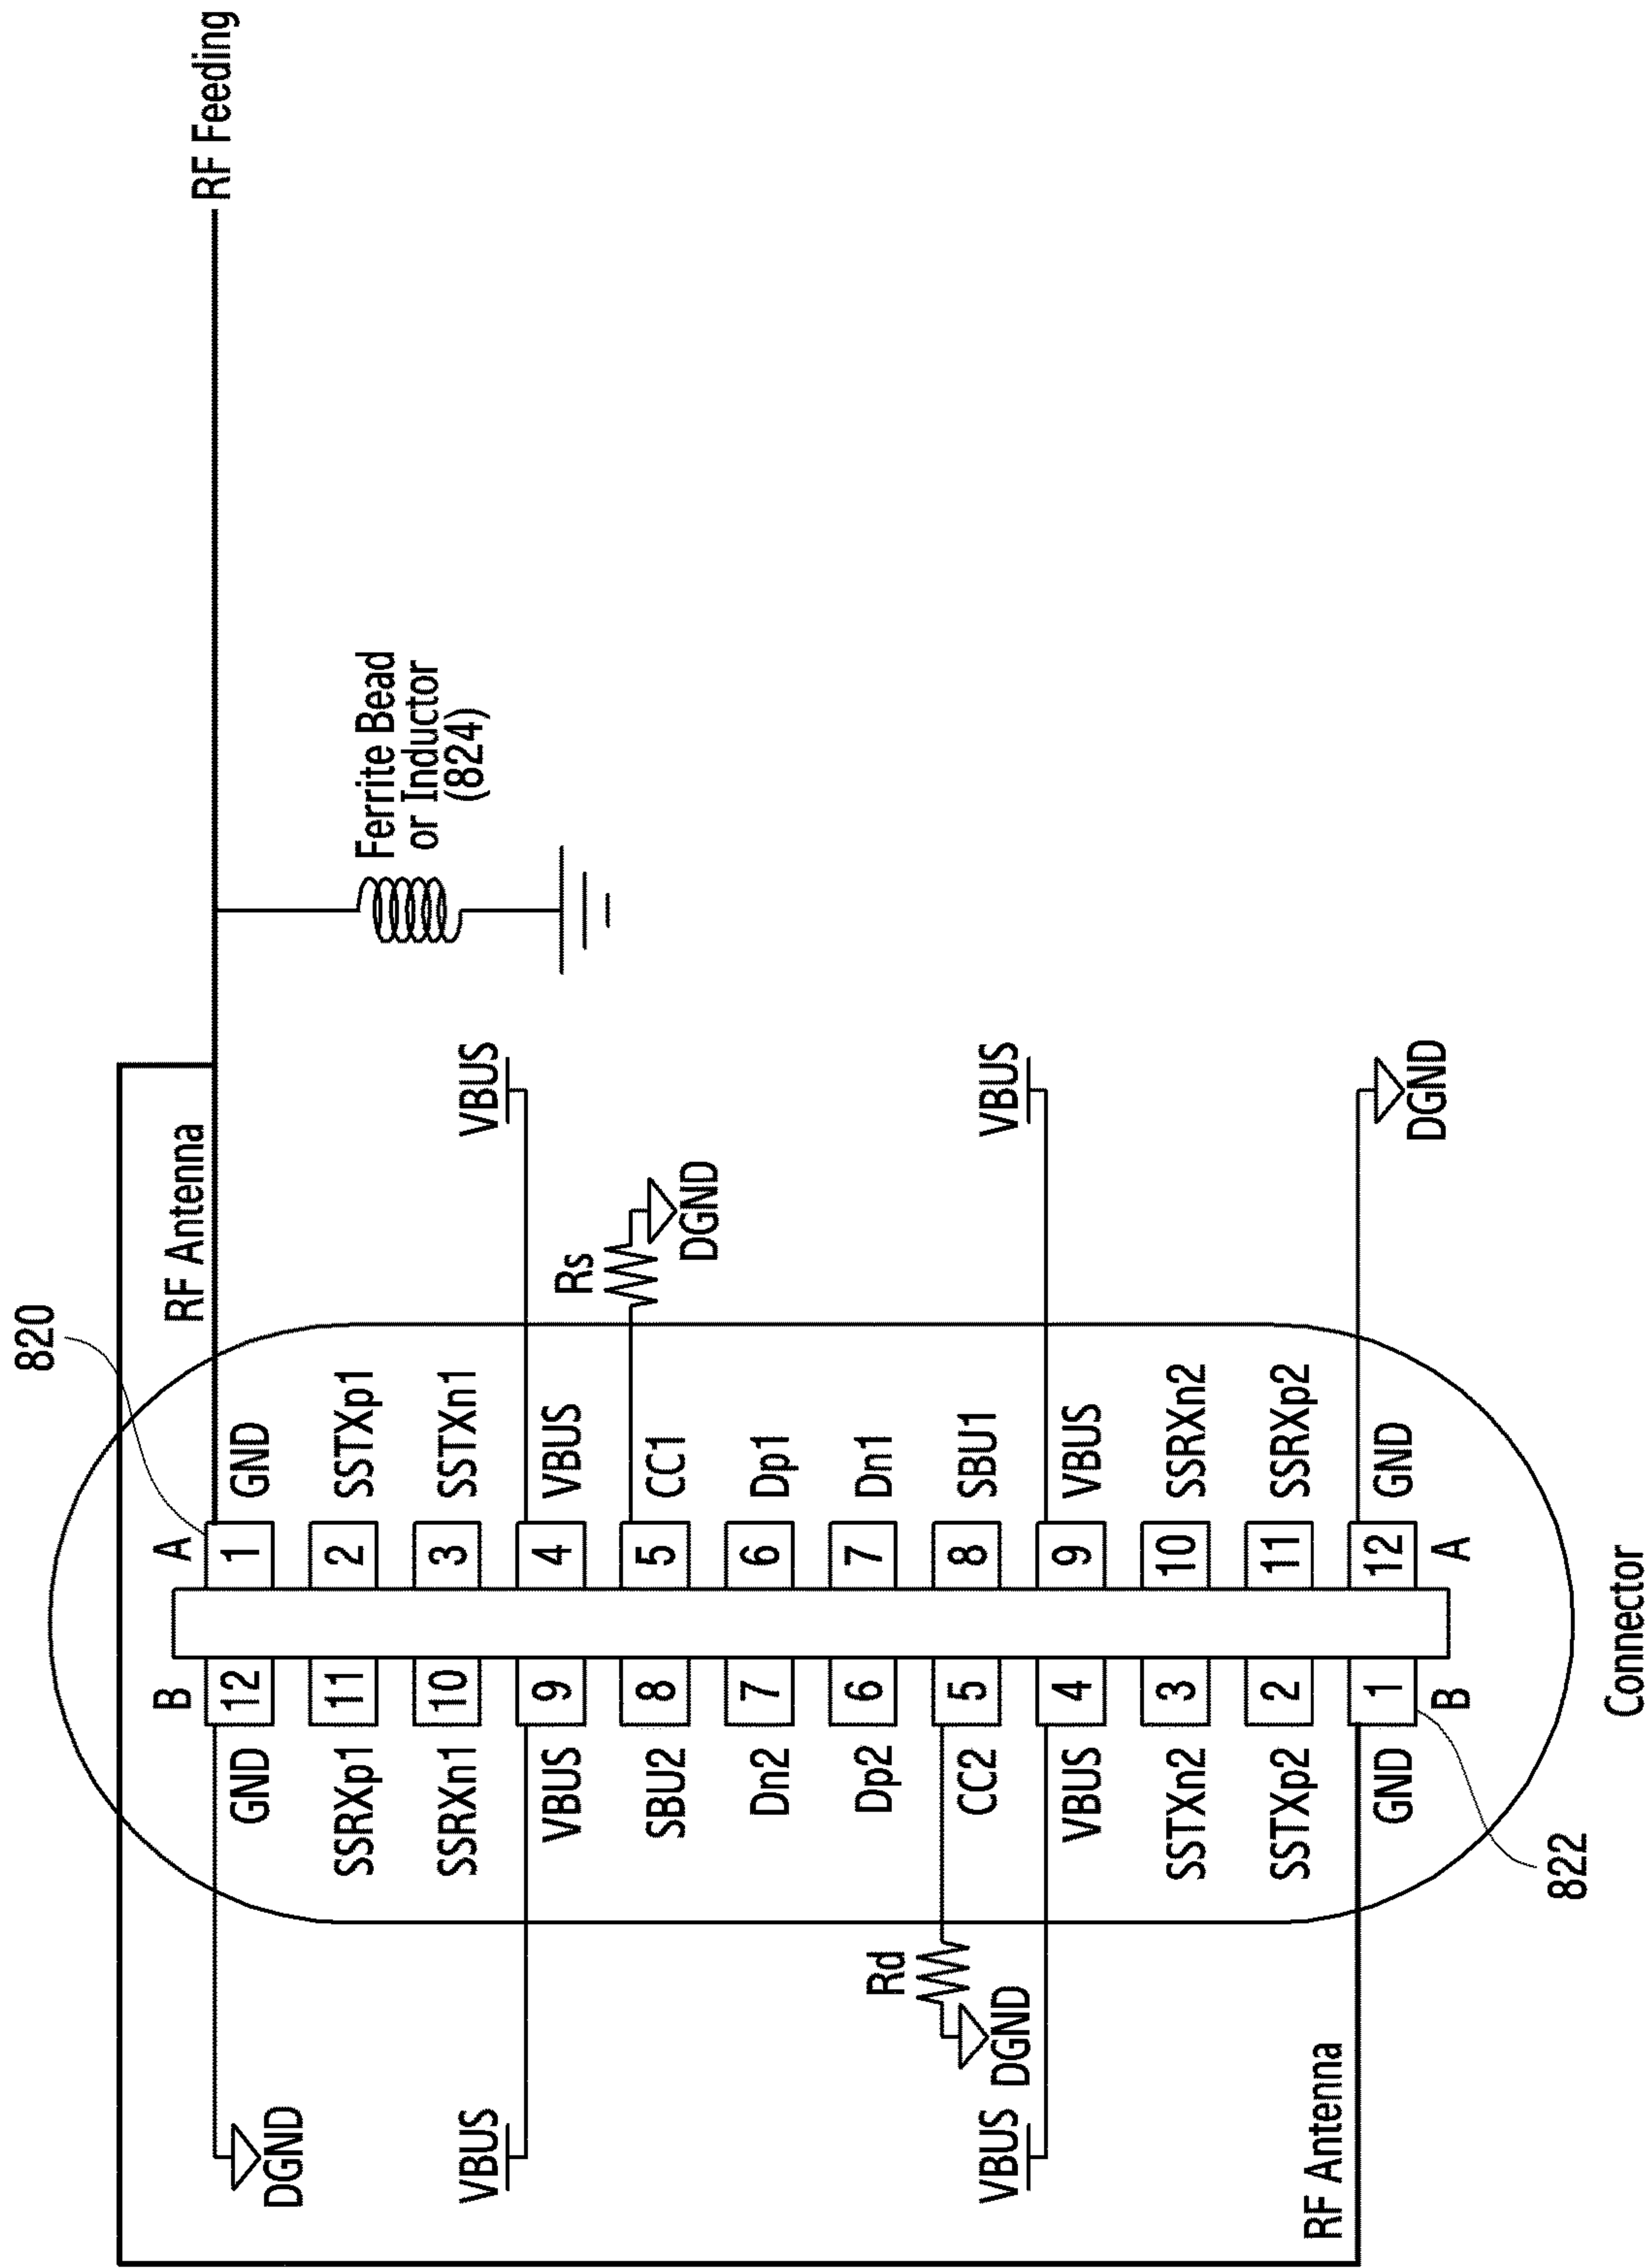 820
RF Antenna
RF Feeding
B A
GND 12 1 GND
DGND
SSRXp1 11 2 SSTXp1
Ferrite Bead
or Inductor
(824)
SSRXn1 10 3 SSTXn1
VBUS VBUS
VBUS 9 4 VBUS
Rs
SBU2 8 5 CC1
DGND
Dn2 7 6 Dp1
Dp2 6 7 Dn1
Rd
CC2 5 8 SBU1
VBUS DGND VBUS
VBUS 4 9 VBUS
SSTXn2 3 10 SSRXn2
SSTXp2 2 11 SSRXp2
RF Antenna
GND 1 12 GND
DGND
B A
822
Connector